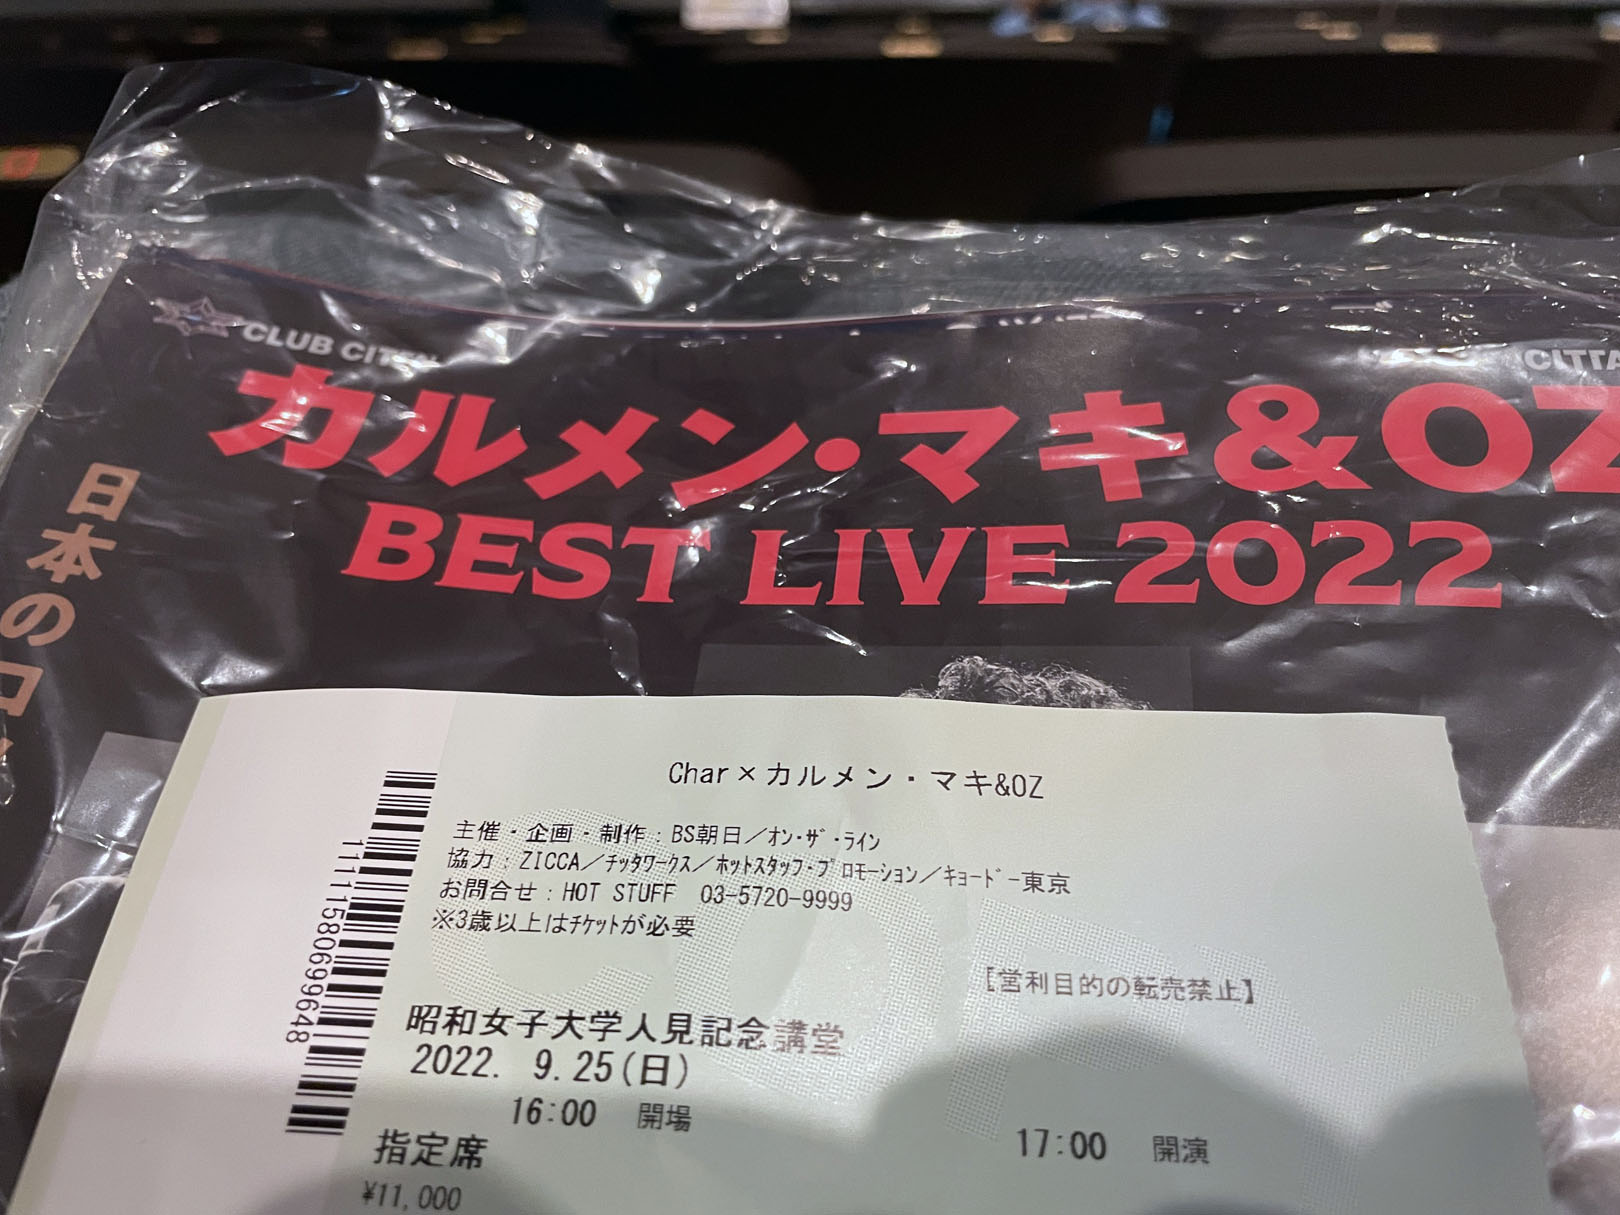 CLUB CITTA'
CITTA
カルメン・マキ&OZ
BEST LIVE 2022
日本のロ
Char×カルメン・マキ&OZ
主催・企画・制作:BS朝日/オン・ザ・ライン
協力:ZICCA/チッタワークス/ホットスタッフ・プロモーション/キョードー東京
お問合せ:HOT STUFF 03-5720-9999
※3歳以上はチケットが必要
【営利目的の転売禁止】
昭和女子大学人見記念講堂
2022. 9.25(日)
16:00 開場
17:00 開演
指定席
¥11,000
1111158069996​48